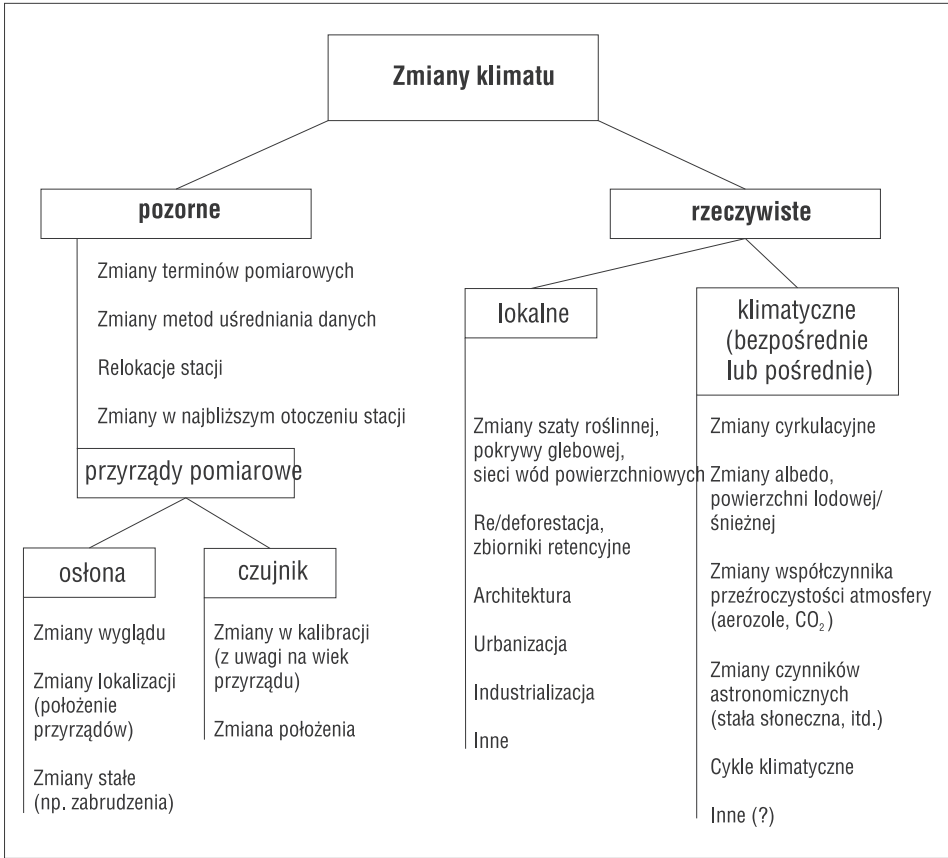 Zmiany klimatu
pozorne
Zmiany terminów pomiarowych
Zmiany metod uśredniania danych
Relokacje stacji
Zmiany w najbliższym otoczeniu stacji
przyrządy pomiarowe
osłona
Zmiany wyglądu
Zmiany lokalizacji
(położenie
przyrządów)
Zmiany stałe
(np. zabrudzenia)
czujnik
Zmiany w kalibracji
(z uwagi na wiek
przyrządu)
Zmiana położenia
rzeczywiste
lokalne
Zmiany szaty roślinnej,
pokrywy glebowej,
sieci wód powierzchniowych
Re/deforestacja,
zbiorniki retencyjne
Architektura
Urbanizacja
Industrializacja
Inne
klimatyczne
(bezpośrednie
lub pośrednie)
Zmiany cyrkulacyjne
Zmiany albedo,
powierzchni lodowej/
śnieżnej
Zmiany współczynnika
przeźroczystości atmosfery
(aerozole, CO₂)
Zmiany czynników
astronomicznych
(stała słoneczna, itd.)
Cykle klimatyczne
Inne (?)